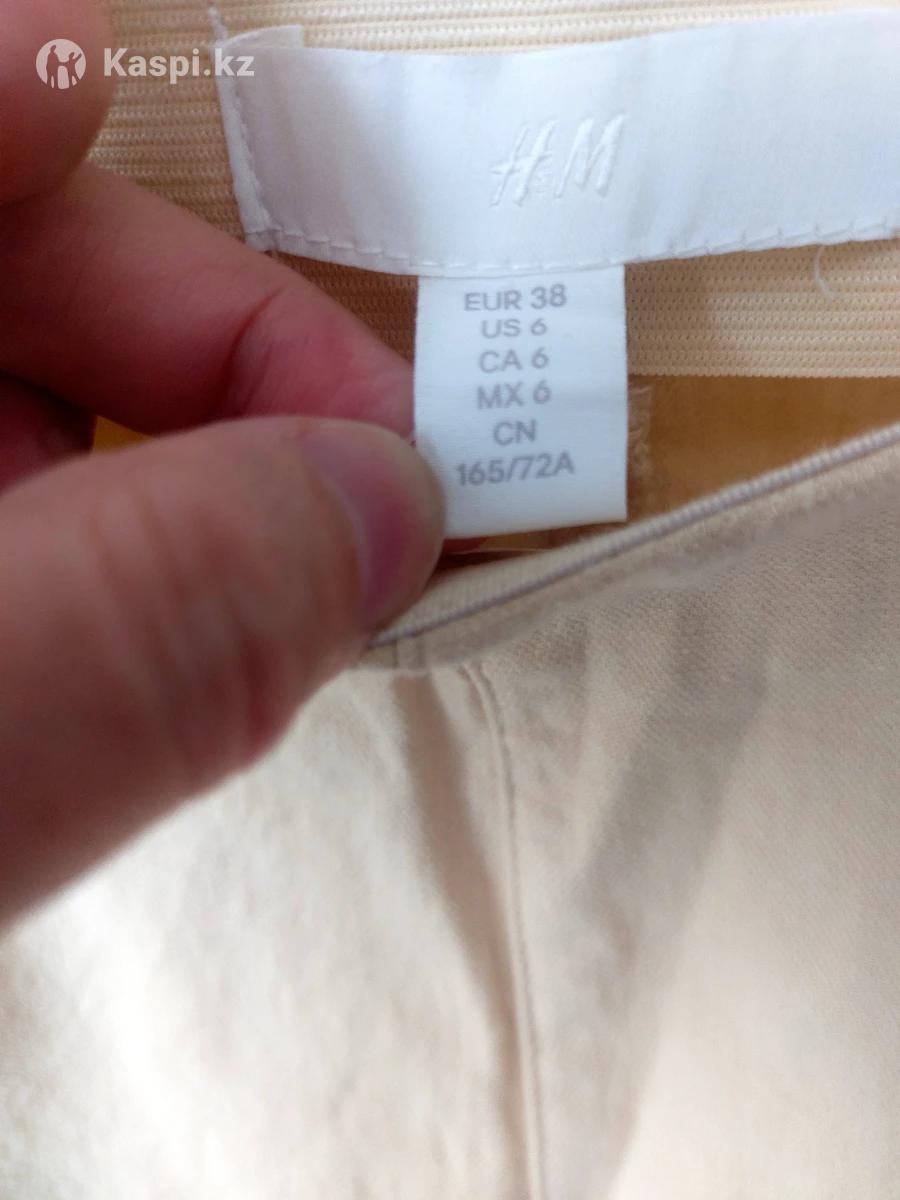 Kaspi.kz
H&M
EUR 38
US 6
CA 6
MX 6
CN
165/72A